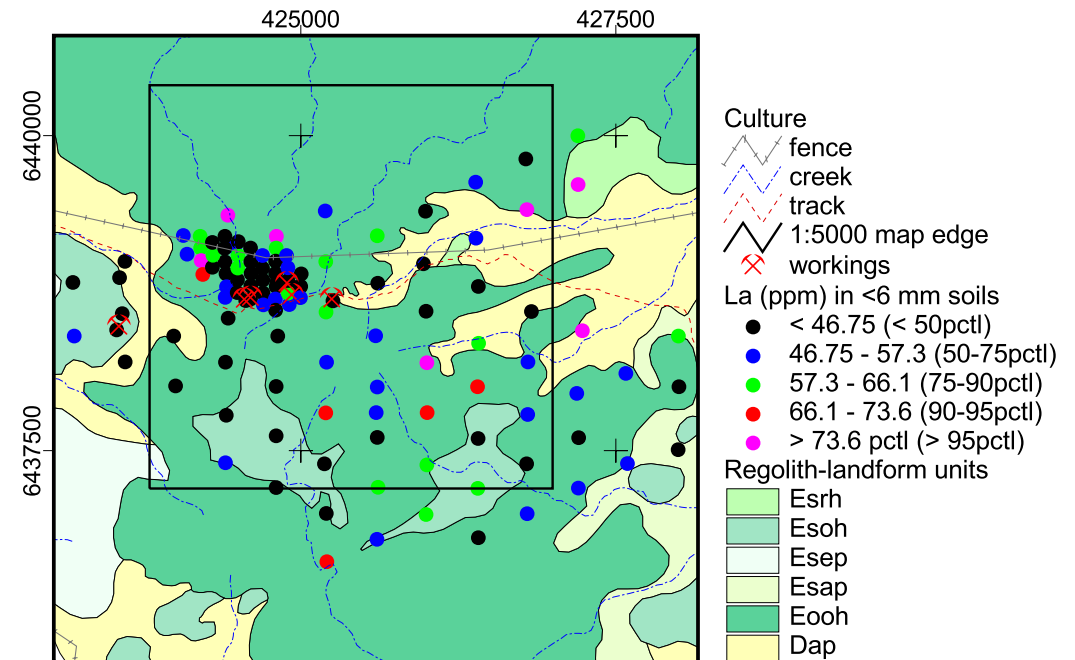 425000 427500
6440000
6437500
Culture
fence
creek
track
1:5000 map edge
workings
La (ppm) in <6 mm soils
< 46.75 (< 50pctl)
46.75 - 57.3 (50-75pctl)
57.3 - 66.1 (75-90pctl)
66.1 - 73.6 (90-95pctl)
> 73.6 pctl (> 95pctl)
Regolith-landform units
Esrh
Esoh
Esep
Esap
Eooh
Dap